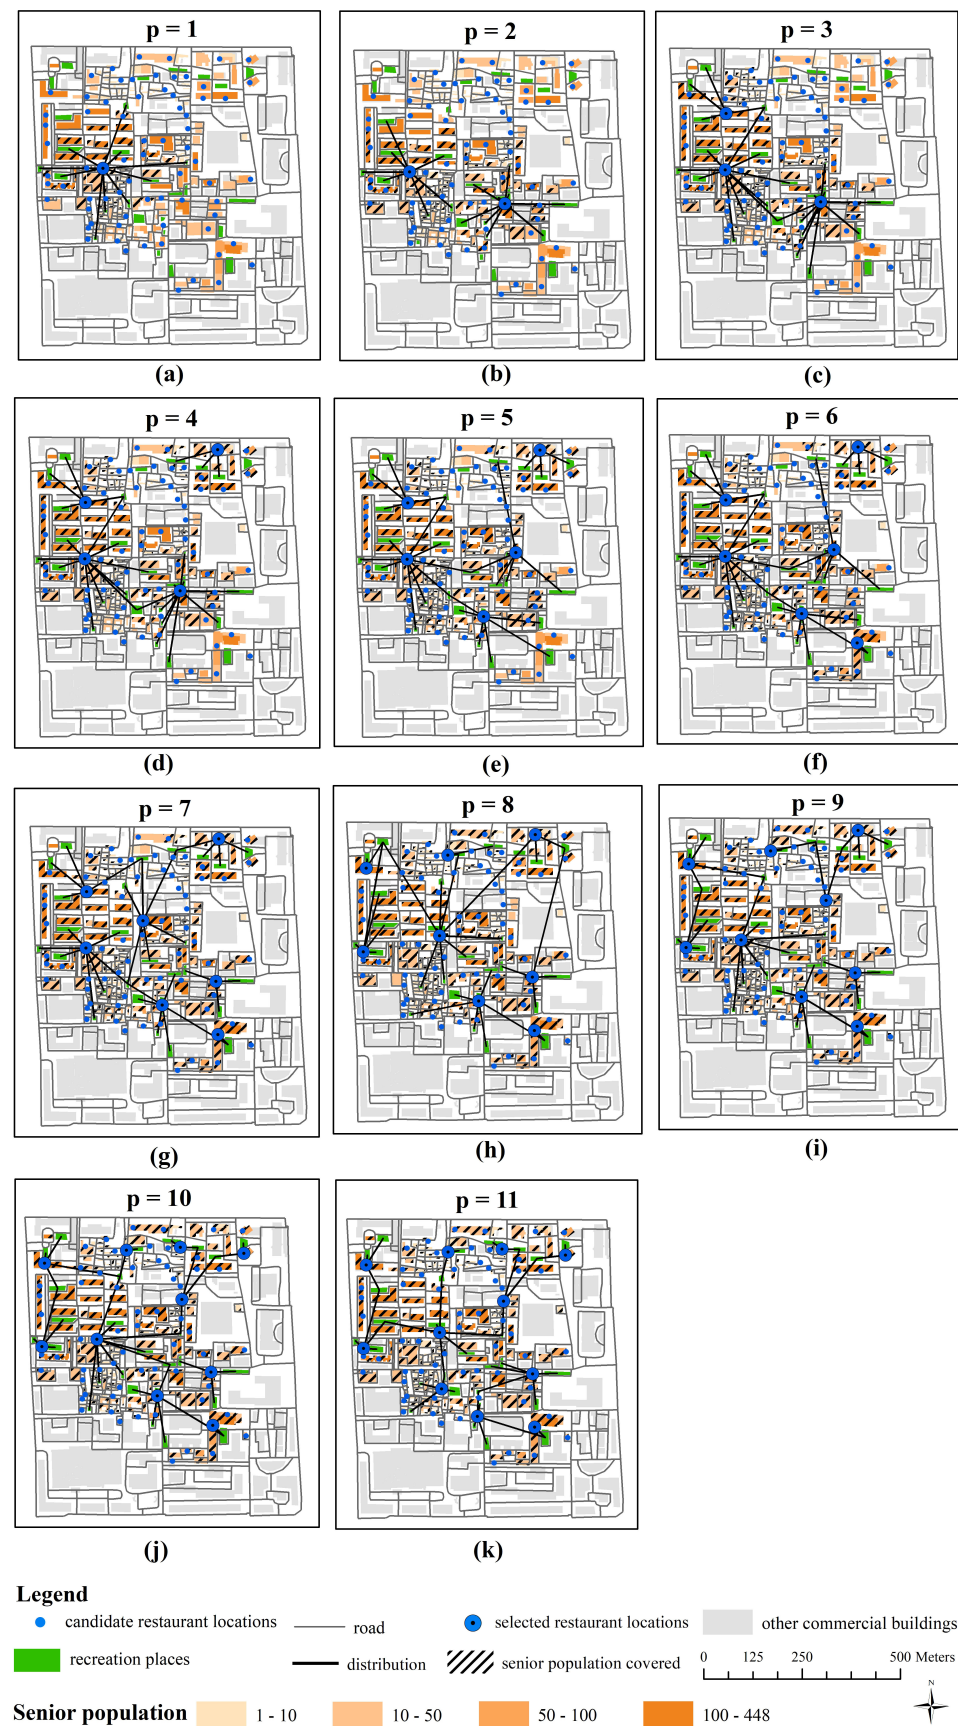 p = 1
p = 2
p = 3
(a)
(b)
(c)
p = 4
p = 5
p = 6
(d)
(e)
(f)
p = 7
p = 8
p = 9
(g)
(h)
(i)
p = 10
p = 11
(j)
(k)
Legend
candidate restaurant locations
road
selected restaurant locations
other commercial buildings
recreation places
distribution
senior population covered
0 125 250 500 Meters
N
Senior population
1 - 10
10 - 50
50 - 100
100 - 448